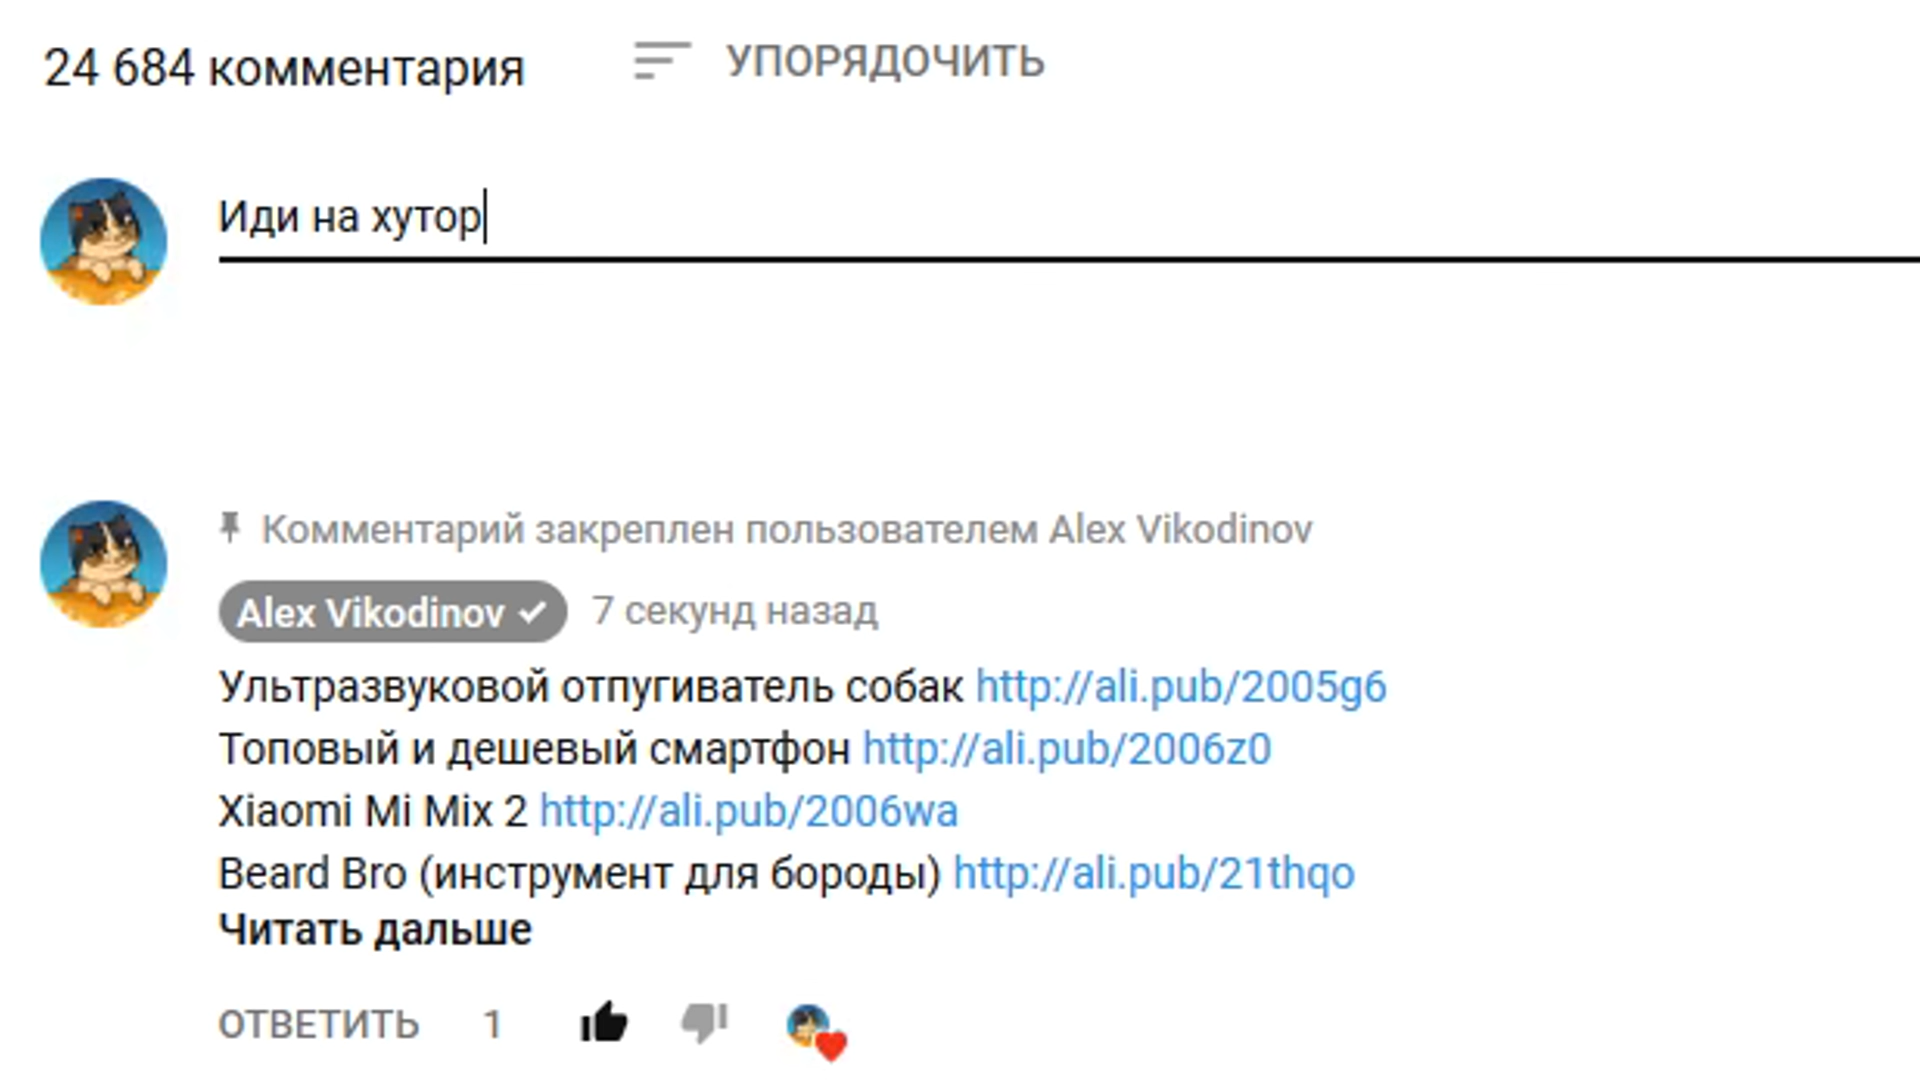 24 684 комментария
УПОРЯДОЧИТЬ
Иди на хутор
Комментарий закреплен пользователем Alex Vikodinov
Alex Vikodinov 7 секунд назад
Ультразвуковой отпугиватель собак http://ali.pub/2005g6
Топовый и дешевый смартфон http://ali.pub/2006z0
Xiaomi Mi Mix 2 http://ali.pub/2006wa
Beard Bro (инструмент для бороды) http://ali.pub/21thqo
Читать дальше
ОТВЕТИТЬ 1